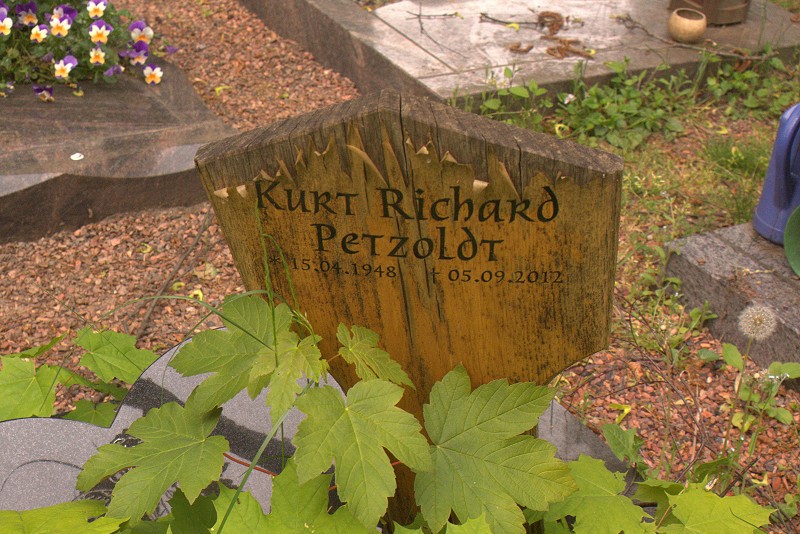 Kurt Richard
Petzoldt
* 15.04.1948 † 05.09.2012